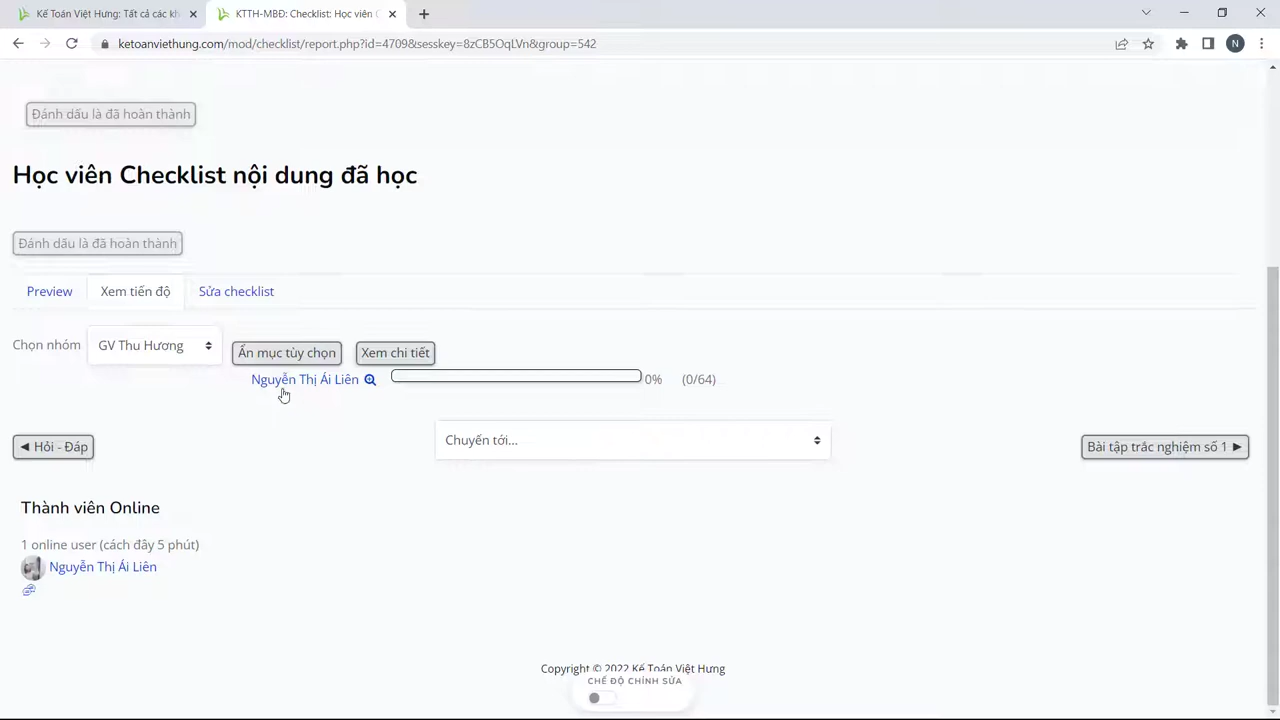 Kế Toán Việt Hưng: Tất cả các kh
KTTH-MBĐ: Checklist: Học viên C
ketoanviethung.com/mod/checklist/report.php?id=4709&sesskey=8zCB5OqLVn&group=542
N
Đánh dấu là đã hoàn thành
Học viên Checklist nội dung đã học
Đánh dấu là đã hoàn thành
Preview
Xem tiến độ
Sửa checklist
Chọn nhóm
GV Thu Hương
Ẩn mục tùy chọn
Xem chi tiết
Nguyễn Thị Ái Liên
0%
(0/64)
◄ Hỏi - Đáp
Chuyển tới...
Bài tập trắc nghiệm số 1 ►
Thành viên Online
1 online user (cách đây 5 phút)
Nguyễn Thị Ái Liên
Copyright © 2022 Kế Toán Việt Hưng
CHẾ ĐỘ CHỈNH SỬA